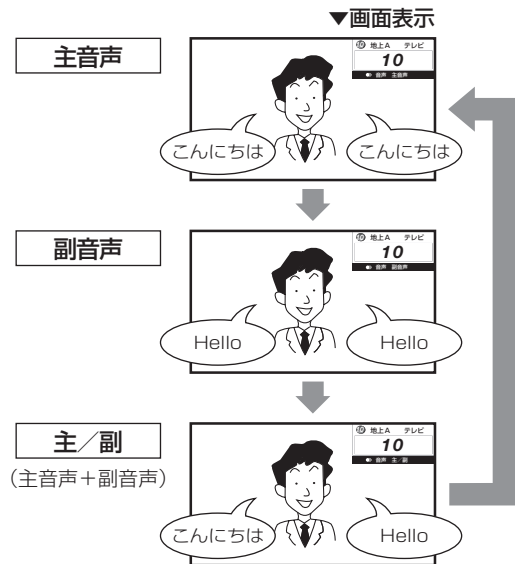 ▼画面表示
主音声
⑩ 地上A テレビ
10
音声 主音声
こんにちは
こんにちは
副音声
⑩ 地上A テレビ
10
音声 副音声
Hello
Hello
主／副
(主音声＋副音声)
⑩ 地上A テレビ
10
音声 主／副
こんにちは
Hello